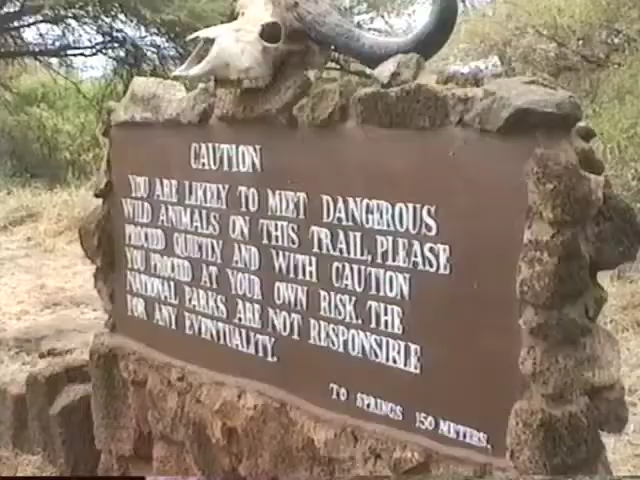 CAUTION
YOU ARE LIKELY TO MEET DANGEROUS
WILD ANIMALS ON THIS TRAIL, PLEASE
PROCEED QUIETLY AND WITH CAUTION
YOU PROCEED AT YOUR OWN RISK. THE
NATIONAL PARKS ARE NOT RESPONSIBLE
FOR ANY EVENTUALITY.
TO SPRINGS 150 METERS.